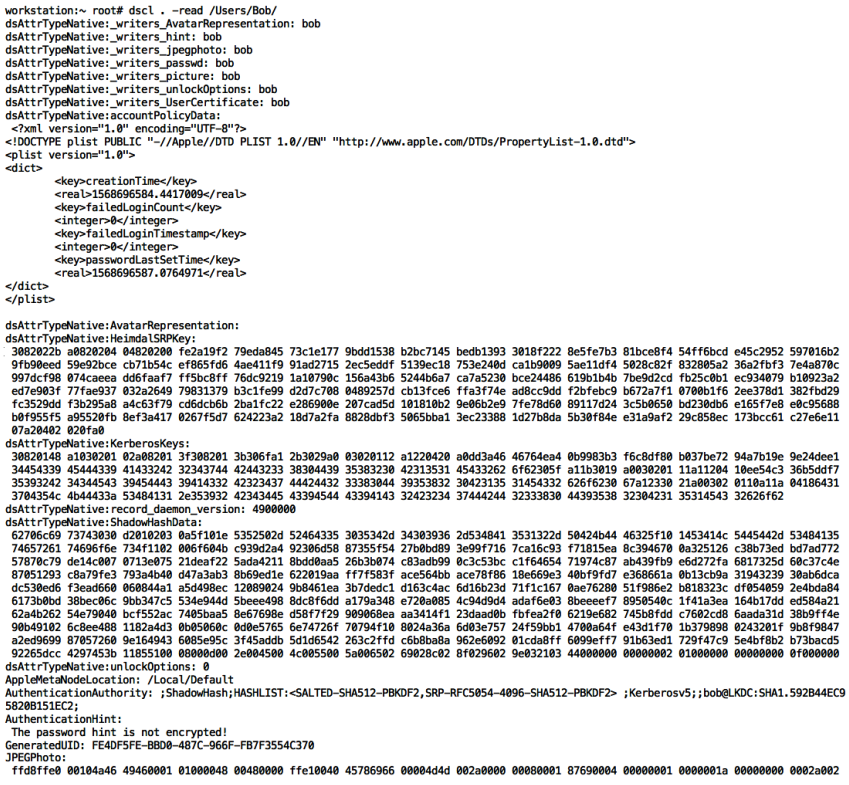 workstation:~ root# dscl . -read /Users/Bob/
dsAttrTypeNative:_writers_AvatarRepresentation: bob
dsAttrTypeNative:_writers_hint: bob
dsAttrTypeNative:_writers_jpegphoto: bob
dsAttrTypeNative:_writers_passwd: bob
dsAttrTypeNative:_writers_picture: bob
dsAttrTypeNative:_writers_unlockOptions: bob
dsAttrTypeNative:_writers_UserCertificate: bob
dsAttrTypeNative:accountPolicyData:
<?xml version="1.0" encoding="UTF-8"?>
<!DOCTYPE plist PUBLIC "-//Apple//DTD PLIST 1.0//EN" "http://www.apple.com/DTDs/PropertyList-1.0.dtd">
<plist version="1.0">
<dict>
<key>creationTime</key>
<real>1568696584.4417009</real>
<key>failedLoginCount</key>
<integer>0</integer>
<key>failedLoginTimestamp</key>
<integer>0</integer>
<key>passwordLastSetTime</key>
<real>1568696587.0764971</real>
</dict>
</plist>
dsAttrTypeNative:AvatarRepresentation:
dsAttrTypeNative:HeimdalSRPKey:
3082022b a0820204 04820200 fe2a19f2 79eda845 73c1e177 9bdd1538 b2bc7145 bedb1393 3018f222 8e5fe7b3 81bce8f4 54ff6bcd e45c2952 597016b2
9fb90eed 59e92bce cb71b54c ef865fd6 4ae411f9 91ad2715 2ec5eddf 5139ec18 753e240d ca1b9009 5ae11df4 5028c82f 832805a2 36a2fbf3 7e4a870c
997dcf98 074caeea dd6faaf7 ff5bc8ff 76dc9219 1a10790c 156a43b6 5244b6a7 ca7a5230 bce24486 619b1b4b 7be9d2cd fb25c0b1 ec934079 b10923a2
ed7e903f 77fae937 032a2649 79831379 b3c1fe99 d2d7c708 0489257d cb13fce6 ffa3f74e ad8cc9dd f2bfebc9 b672a7f1 0700b1f6 2ee378d1 382fbd29
fc3529dd f3b295a8 a4c63f79 cd6dcb6b 2ba1fc22 e286900e 207cad5d 101810b2 9e06b2e9 7fe78d60 89117d24 3c5b0650 bd230db6 e165f7e8 e0c95688
b0f955f5 a95520fb 8ef3a417 0267f5d7 624223a2 18d7a2fa 8828dbf3 5065bba1 3ec23388 1d27b8da 5b30f84e e31a9af2 29c858ec 173bcc61 c27e6e11
07a20402 020fa0
dsAttrTypeNative:KerberosKeys:
30820148 a1030201 02a08201 3f308201 3b306fa1 2b3029a0 03020112 a1220420 a0dd3a46 46764ea4 0b9983b3 f6c8df80 b037be72 94a7b19e 9e24dee1
34454339 45444339 41433242 32343744 42443233 38304439 35383230 42313531 45433262 6f62305f a11b3019 a0030201 11a11204 10ee54c3 36b5ddf7
35393242 34344543 39454443 39414332 42323437 44424432 33383044 39353832 30423135 31454332 626f6230 67a12330 21a00302 0110a11a 04186431
3704354c 4b44433a 53484131 2e353932 42343445 43394544 43394143 32423234 37444244 32333830 44393538 32304231 35314543 32626f62
dsAttrTypeNative:record_daemon_version: 4900000
dsAttrTypeNative:ShadowHashData:
62706c69 73743030 d2010203 0a5f101e 5352502d 52464335 3035342d 34303936 2d534841 3531322d 50424b44 46325f10 1453414c 5445442d 53484135
74657261 74696f6e 734f1102 006f604b c939d2a4 92306d58 87355f54 27b0bd89 3e99f716 7ca16c93 f71815ea 8c394670 0a325126 c38b73ed bd7ad772
57870c79 de14c007 0713e075 21deaf22 5ada4211 8bdd0aa5 26b3b074 c83adb99 0c3c53bc c1f64654 71974c87 ab439fb9 e6d272fa 6817325d 60c37c4e
87051293 c8a79fe3 793a4b40 d47a3ab3 8b69ed1e 622019aa ff7f583f ace564bb ace78f86 18e669e3 40bf9fd7 e368661a 0b13cb9a 31943239 30ab6dca
dc530ed6 f3ead660 060844a1 a5d498ec 12089024 9b8461ea 3b7dedc1 d163c4ac 6d16b23d 71f1c167 0ae76280 51f986e2 b818323c df054059 2e4bda84
6173b0bd 38bec06c 9bb347c5 534e944d 5beee498 8dc8f6dd a179a348 e720a085 4c94d9d4 adaf6e03 8beeeef7 8950540c 1f41a3ea 164b17dd ed584a21
62a4b262 54e79040 bcf552ac 7405baa5 8e67698e d58f7f29 909068ea aa3414f1 23daad0b fbfea2f0 6219e682 745b8fdd c7602cd8 6aada31d 38b9ff4e
90b49102 6c8ee488 1182a4d3 0b05060c 0d0e5765 6e74726f 70794f10 8024a36a 6d03e757 24f59bb1 4700a64f e43d1f70 1b379898 0243201f 9b8f9847
a2ed9699 87057260 9e164943 6085e95c 3f45addb 5d1d6542 263c2ffd c6b8ba8a 962e6092 01cda8ff 6099eff7 91b63ed1 729f47c9 5e4bf8b2 b73bacd5
92265dcc 4297453b 11855100 08000d00 2e004500 4c005500 5a006502 69028c02 8f029602 9e032103 44000000 00000002 01000000 00000000 0f000000
dsAttrTypeNative:unlockOptions: 0
AppleMetaNodeLocation: /Local/Default
AuthenticationAuthority: ;ShadowHash;HASHLIST:<SALTED-SHA512-PBKDF2,SRP-RFC5054-4096-SHA512-PBKDF2> ;Kerberosv5;;bob@LKDC:SHA1.592B44EC9
5820B151EC2;
AuthenticationHint:
The password hint is not encrypted!
GeneratedUID: FE4DF5FE-BBD0-487C-966F-FB7F3554C370
JPEGPhoto:
ffd8ffe0 00104a46 49460001 01000048 00480000 ffe10040 45786966 00004d4d 002a0000 00080001 87690004 00000001 0000001a 00000000 0002a002